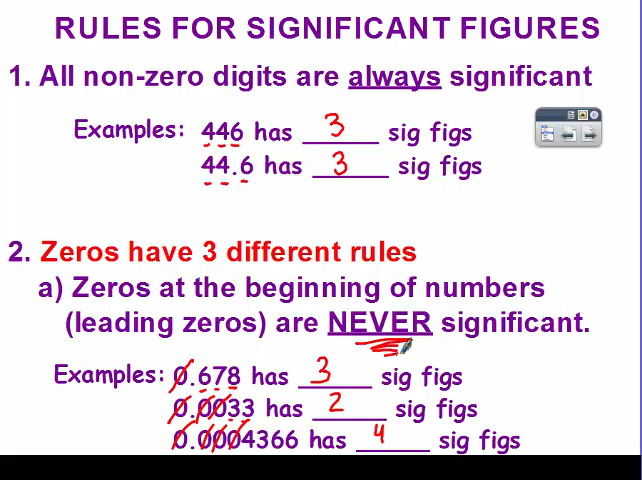 RULES FOR SIGNIFICANT FIGURES
1. All non-zero digits are always significant
Examples: 446 has 3 sig figs
44.6 has 3 sig figs
2. Zeros have 3 different rules
a) Zeros at the beginning of numbers
(leading zeros) are NEVER significant.
Examples: 0.678 has 3 sig figs
0.0033 has 2 sig figs
0.0004366 has 4 sig figs